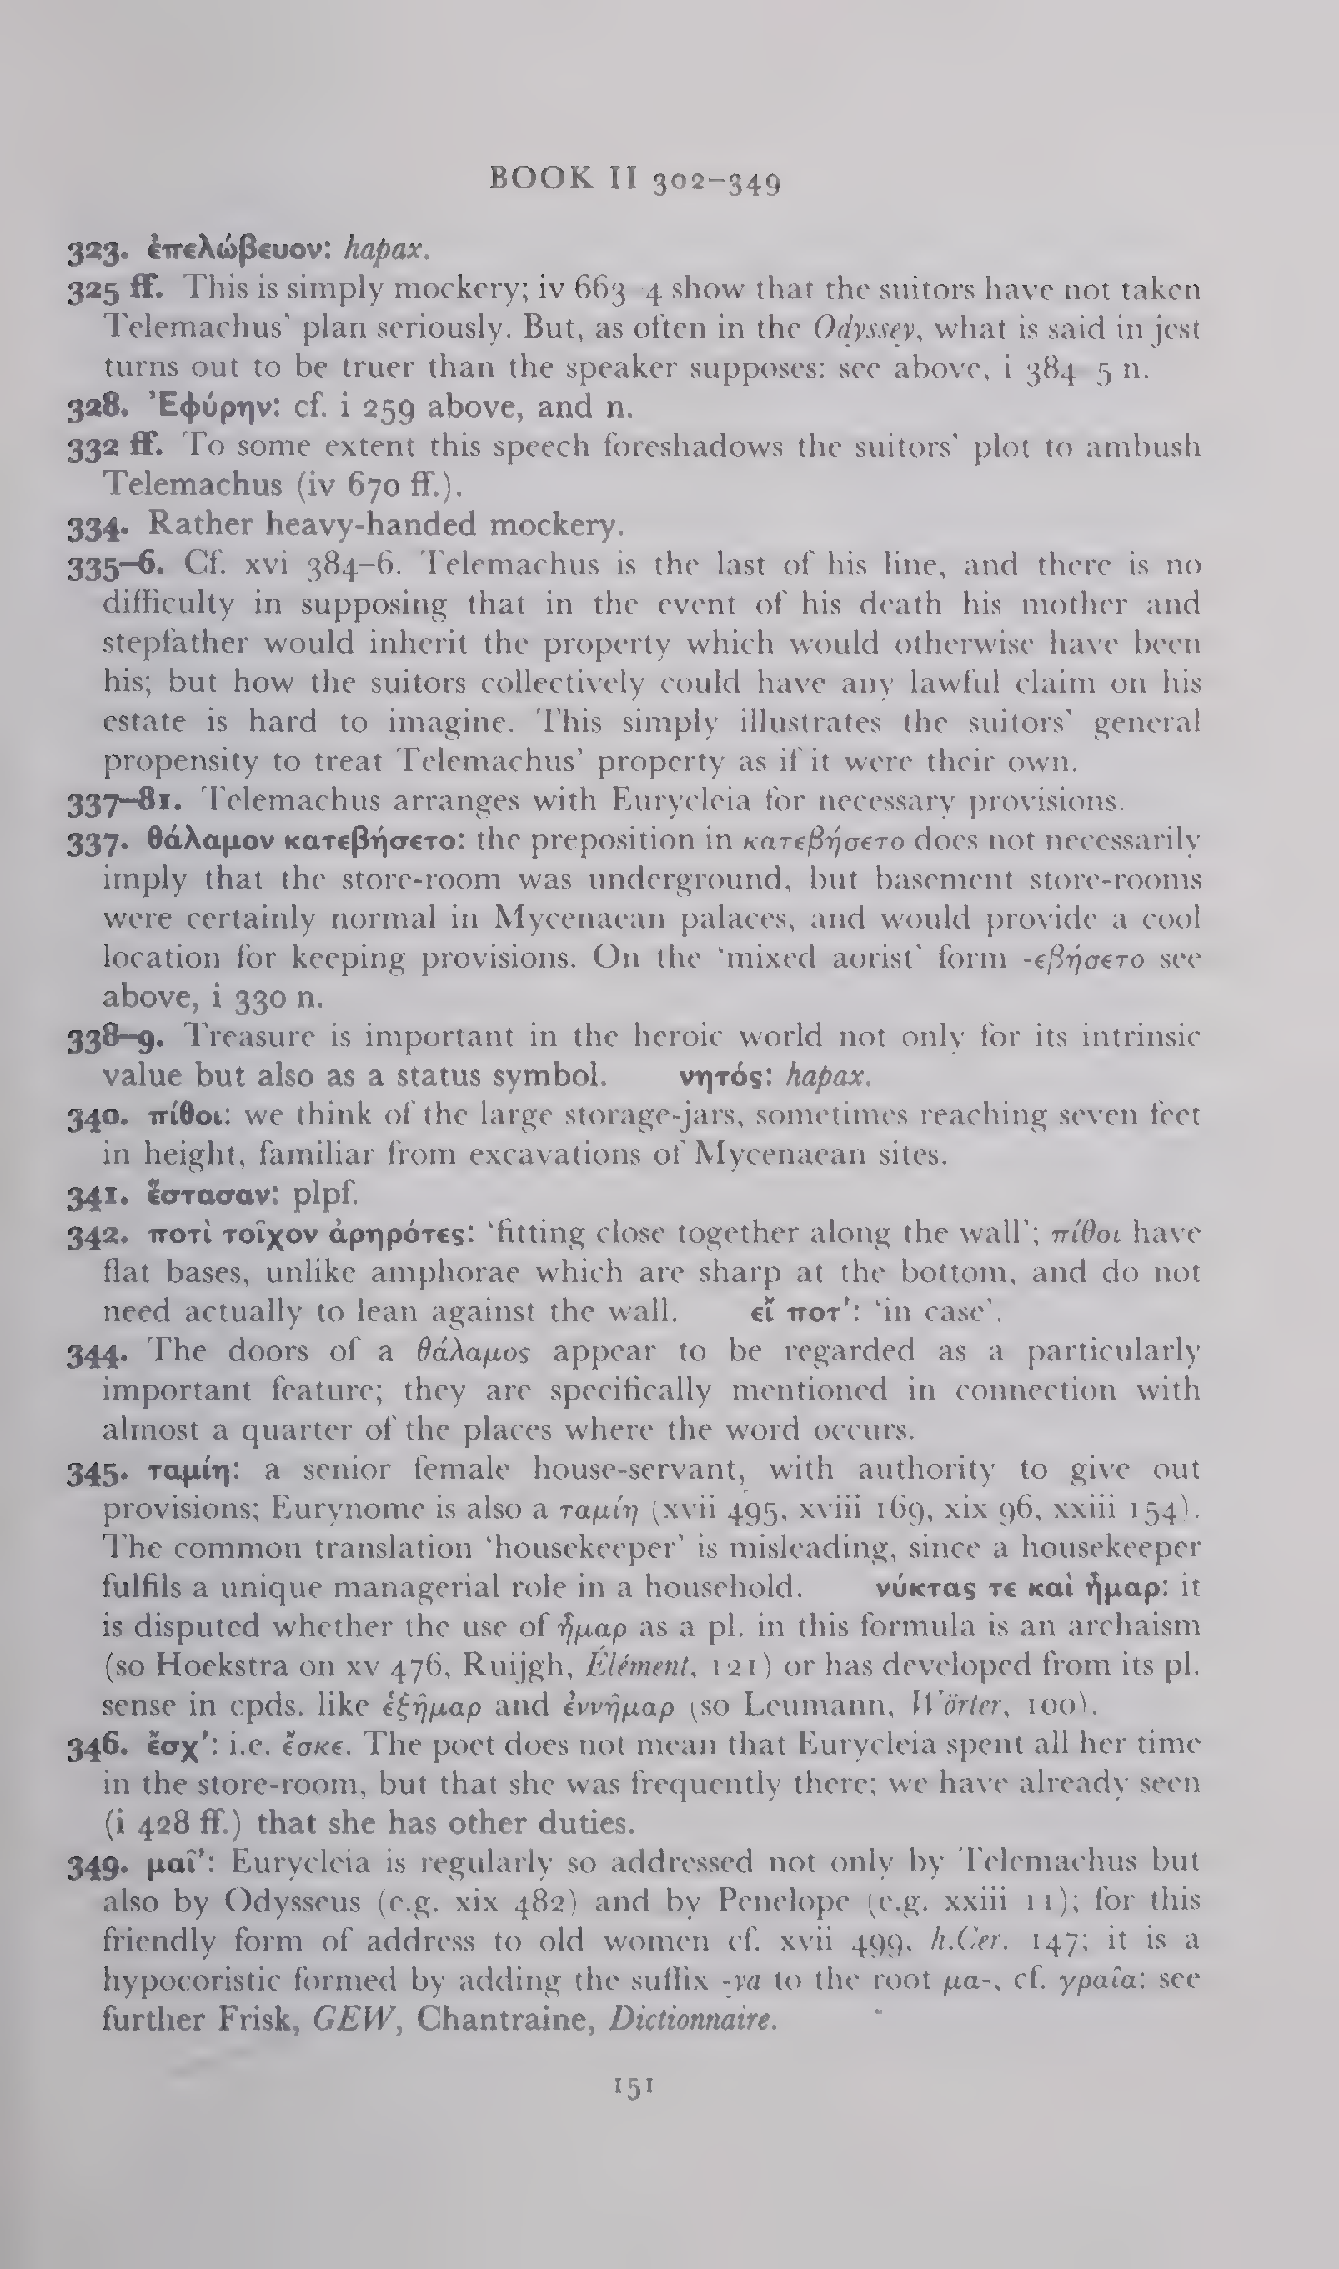 BOOK II 302–349
323. ἐπελώβευον: hapax.
325 ff. This is simply mockery; iv 663–4 show that the suitors have not taken
Telemachus' plan seriously. But, as often in the Odyssey, what is said in jest
turns out to be truer than the speaker supposes: see above, i 384–5 n.
328. Ἐφύρην: cf. i 259 above, and n.
332 ff. To some extent this speech foreshadows the suitors' plot to ambush
Telemachus (iv 670 ff.).
334. Rather heavy-handed mockery.
335–6. Cf. xvi 384–6. Telemachus is the last of his line, and there is no
difficulty in supposing that in the event of his death his mother and
stepfather would inherit the property which would otherwise have been
his; but how the suitors collectively could have any lawful claim on his
estate is hard to imagine. This simply illustrates the suitors' general
propensity to treat Telemachus' property as if it were their own.
337–81. Telemachus arranges with Eurycleia for necessary provisions.
337. θάλαμον κατεβήσετο: the preposition in κατεβήσετο does not necessarily
imply that the store-room was underground, but basement store-rooms
were certainly normal in Mycenaean palaces, and would provide a cool
location for keeping provisions. On the 'mixed aorist' form -εβήσετο see
above, i 330 n.
338–9. Treasure is important in the heroic world not only for its intrinsic
value but also as a status symbol. νητός: hapax.
340. πίθοι: we think of the large storage-jars, sometimes reaching seven feet
in height, familiar from excavations of Mycenaean sites.
341. ἕστασαν: plpf.
342. ποτὶ τοῖχον ἀρηρότες: 'fitting close together along the wall'; πίθοι have
flat bases, unlike amphorae which are sharp at the bottom, and do not
need actually to lean against the wall. εἴ ποτ': 'in case'.
344. The doors of a θάλαμος appear to be regarded as a particularly
important feature; they are specifically mentioned in connection with
almost a quarter of the places where the word occurs.
345. ταμίη: a senior female house-servant, with authority to give out
provisions; Eurynome is also a ταμίη (xvii 495, xviii 169, xix 96, xxiii 154).
The common translation 'housekeeper' is misleading, since a housekeeper
fulfils a unique managerial role in a household. νύκτας τε καὶ ἦμαρ: it
is disputed whether the use of ἦμαρ as a pl. in this formula is an archaism
(so Hoekstra on xv 476, Ruijgh, Élément, 121) or has developed from its pl.
sense in cpds. like ἑξῆμαρ and ἐννῆμαρ (so Leumann, Wörter, 100).
346. ἔσχ': i.e. ἔσκε. The poet does not mean that Eurycleia spent all her time
in the store-room, but that she was frequently there; we have already seen
(i 428 ff.) that she has other duties.
349. μαῖ': Eurycleia is regularly so addressed not only by Telemachus but
also by Odysseus (e.g. xix 482) and by Penelope (e.g. xxiii 11); for this
friendly form of address to old women cf. xvii 499, h.Cer. 147; it is a
hypocoristic formed by adding the suffix -ya to the root μα-, cf. γραῖα: see
further Frisk, GEW, Chantraine, Dictionnaire.
151